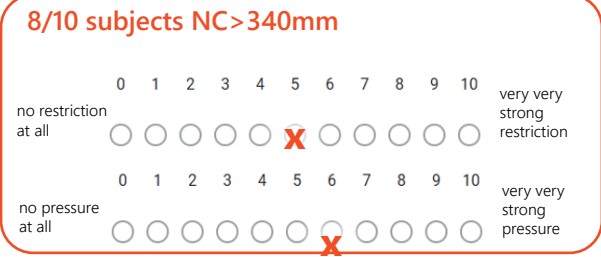 8/10 subjects NC>340mm
0 1 2 3 4 5 6 7 8 9 10
no restriction
at all
X
very very
strong
restriction
0 1 2 3 4 5 6 7 8 9 10
no pressure
at all
X
very very
strong
pressure